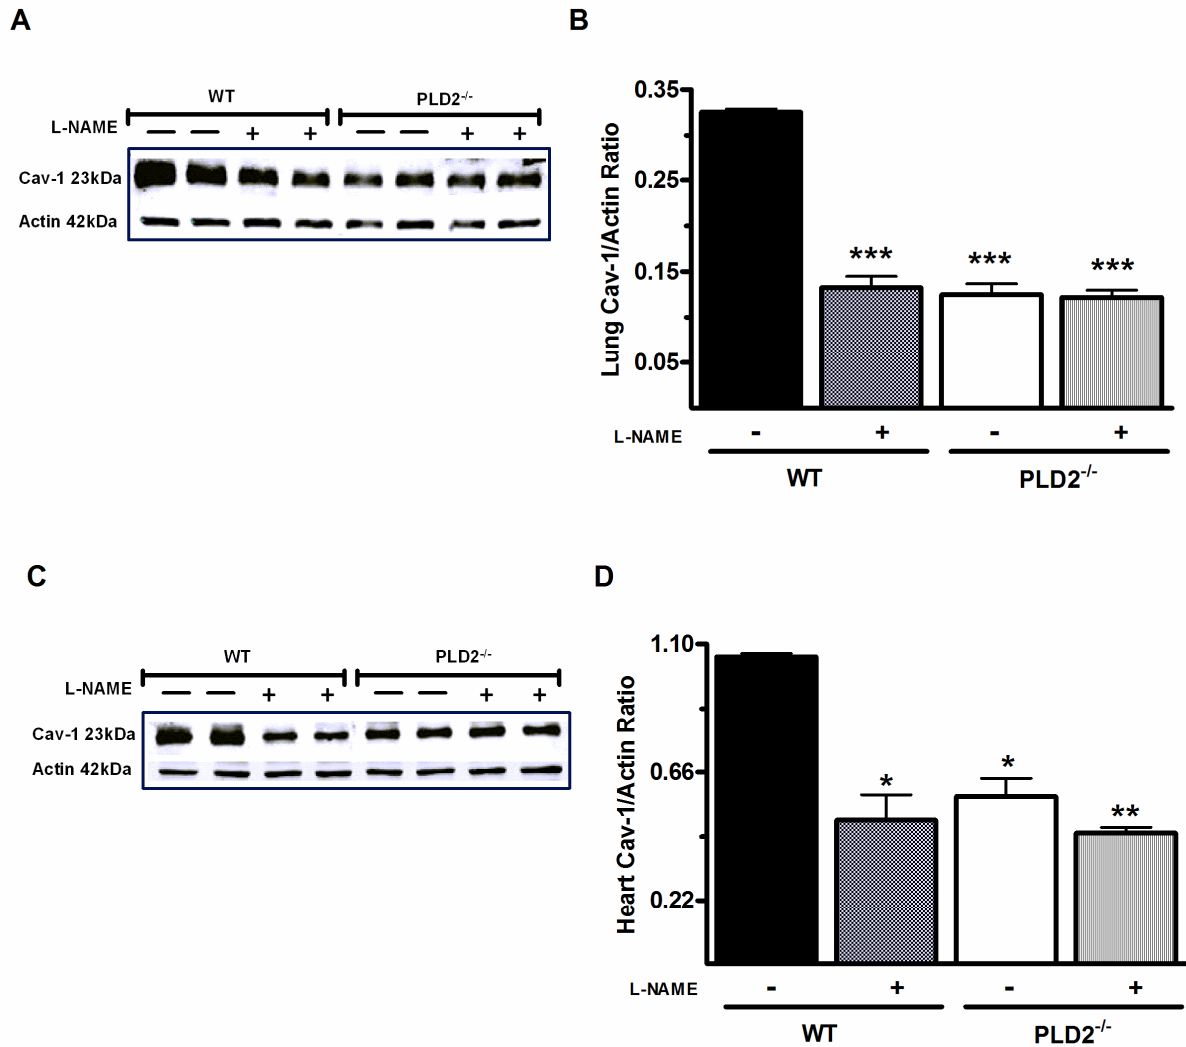 A
WT PLD2-/-
L-NAME — — + + — — + +
Cav-1 23kDa
Actin 42kDa
B
Lung Cav-1/Actin Ratio
0.35
0.25
0.15
0.05
*** *** ***
L-NAME - + - +
WT PLD2-/-
C
WT PLD2-/-
L-NAME — — + + — — + +
Cav-1 23kDa
Actin 42kDa
D
Heart Cav-1/Actin Ratio
1.10
0.66
0.22
* * **
L-NAME - + - +
WT PLD2-/-